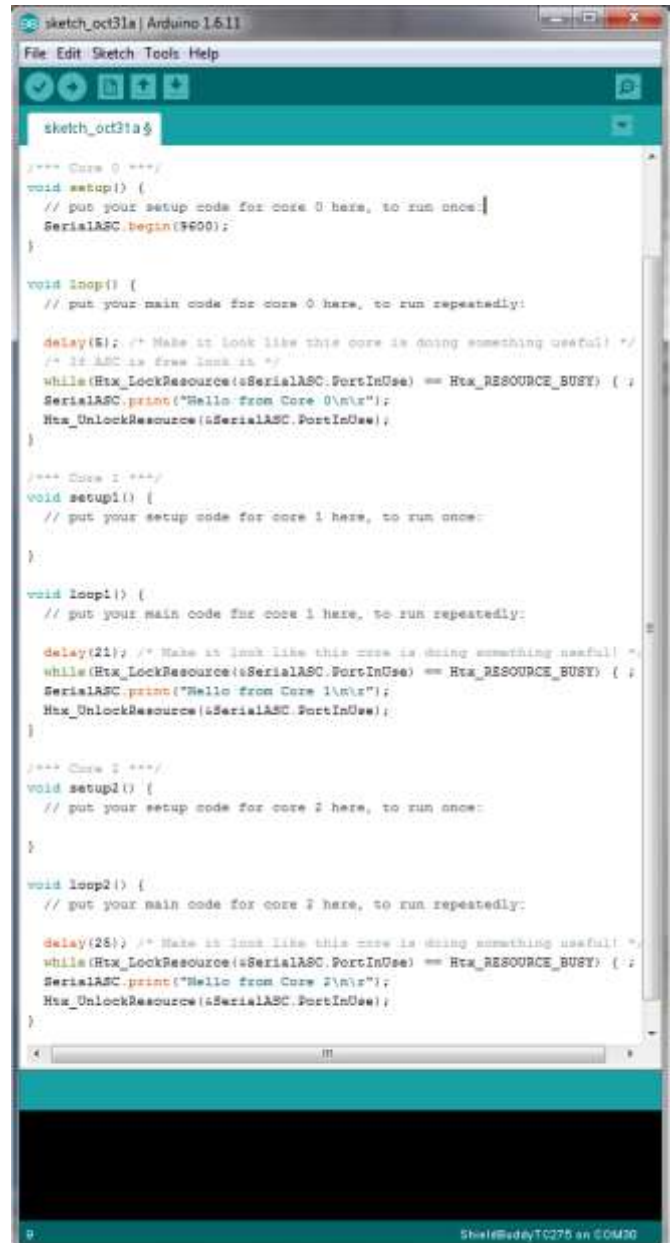 sketch_oct31a | Arduino 1.6.11
File Edit Sketch Tools Help
sketch_oct31a §
/*** Core 0 ***/
void setup() {
// put your setup code for core 0 here, to run once:
SerialASC.begin(9600);
}
void loop() {
// put your main code for core 0 here, to run repeatedly:
delay(5); /* Make it look like this core is doing something useful! */
/* If ASC is free lock it */
while(Htx_LockResource(&SerialASC.PortInUse) == Htx_RESOURCE_BUSY) { ;
SerialASC.print("Hello from Core 0\n\r");
Htx_UnlockResource(&SerialASC.PortInUse);
}
/*** Core 1 ***/
void setup1() {
// put your setup code for core 1 here, to run once:
}
void loop1() {
// put your main code for core 1 here, to run repeatedly:
delay(21); /* Make it look like this core is doing something useful! */
while(Htx_LockResource(&SerialASC.PortInUse) == Htx_RESOURCE_BUSY) { ;
SerialASC.print("Hello from Core 1\n\r");
Htx_UnlockResource(&SerialASC.PortInUse);
}
/*** Core 2 ***/
void setup2() {
// put your setup code for core 2 here, to run once:
}
void loop2() {
// put your main code for core 2 here, to run repeatedly:
delay(25); /* Make it look like this core is doing something useful! *
while(Htx_LockResource(&SerialASC.PortInUse) == Htx_RESOURCE_BUSY) { ;
SerialASC.print("Hello from Core 2\n\r");
Htx_UnlockResource(&SerialASC.PortInUse);
}
9
ShieldBuddyTC275 on COM30